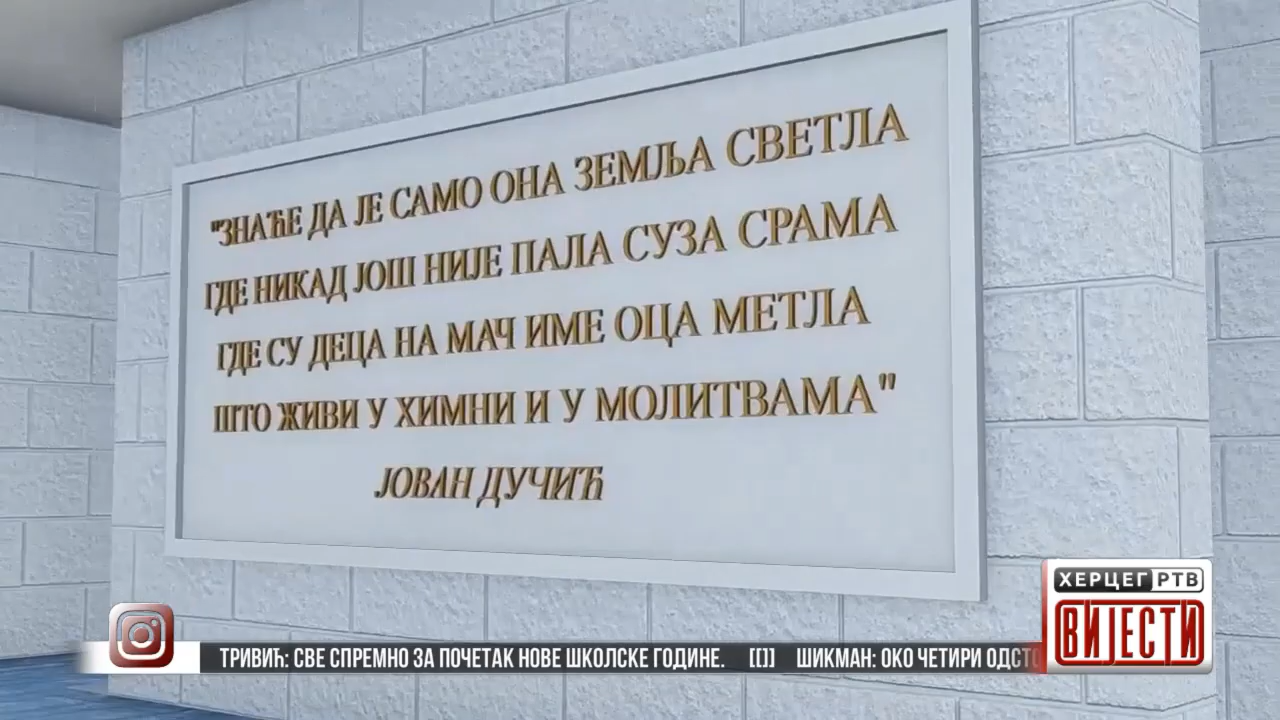 "ЗНАЋЕ ДА ЈЕ САМО ОНА ЗЕМЉА СВЕТЛА
ГДЕ НИКАД ЈОШ НИЈЕ ПАЛА СУЗА СРАМА
ГДЕ СУ ДЕЦА НА МАЧ ИМЕ ОЦА МЕТЛА
ШТО ЖИВИ У ХИМНИ И У МОЛИТВАМА"
ЈОВАН ДУЧИЋ
ХЕРЦЕГ РТВ
ВИЈЕСТИ
ТРИВИЋ: СВЕ СПРЕМНО ЗА ПОЧЕТАК НОВЕ ШКОЛСКЕ ГОДИНЕ. [[]] ШИКМАН: ОКО ЧЕТИРИ